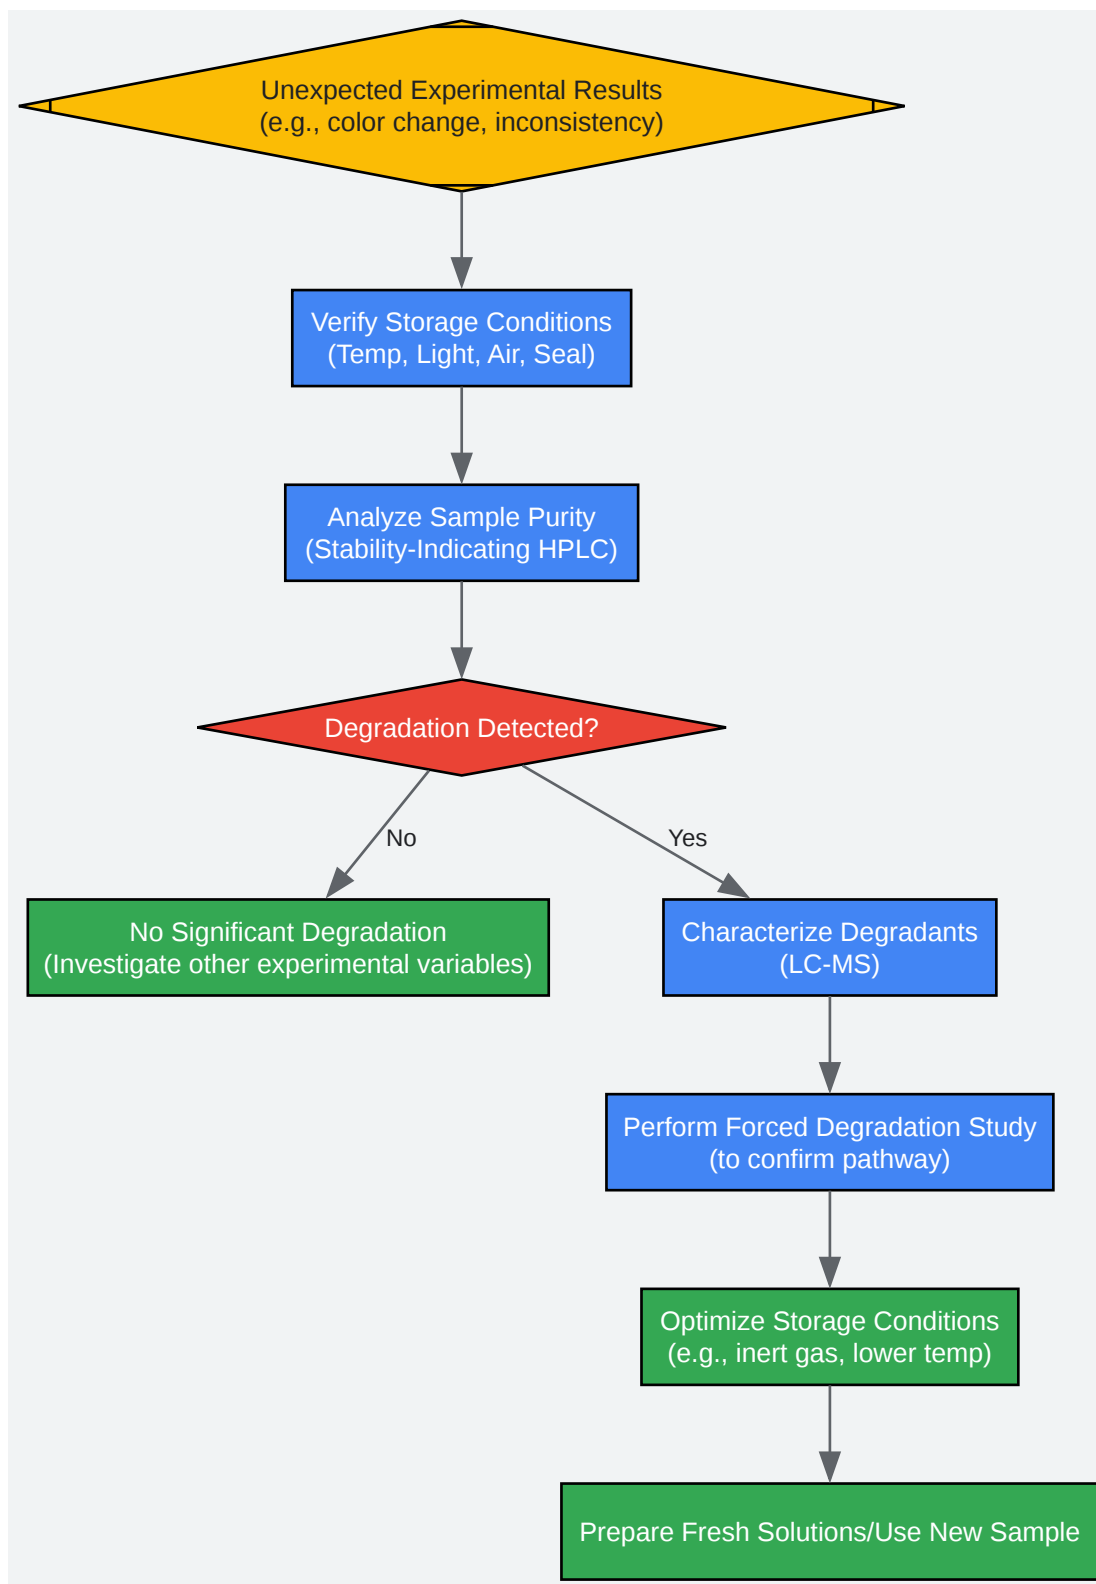 Unexpected Experimental Results
(e.g., color change, inconsistency)
Verify Storage Conditions
(Temp, Light, Air, Seal)
Analyze Sample Purity
(Stability-Indicating HPLC)
Degradation Detected?
No
Yes
No Significant Degradation
(Investigate other experimental variables)
Characterize Degradants
(LC-MS)
Perform Forced Degradation Study
(to confirm pathway)
Optimize Storage Conditions
(e.g., inert gas, lower temp)
Prepare Fresh Solutions/Use New Sample